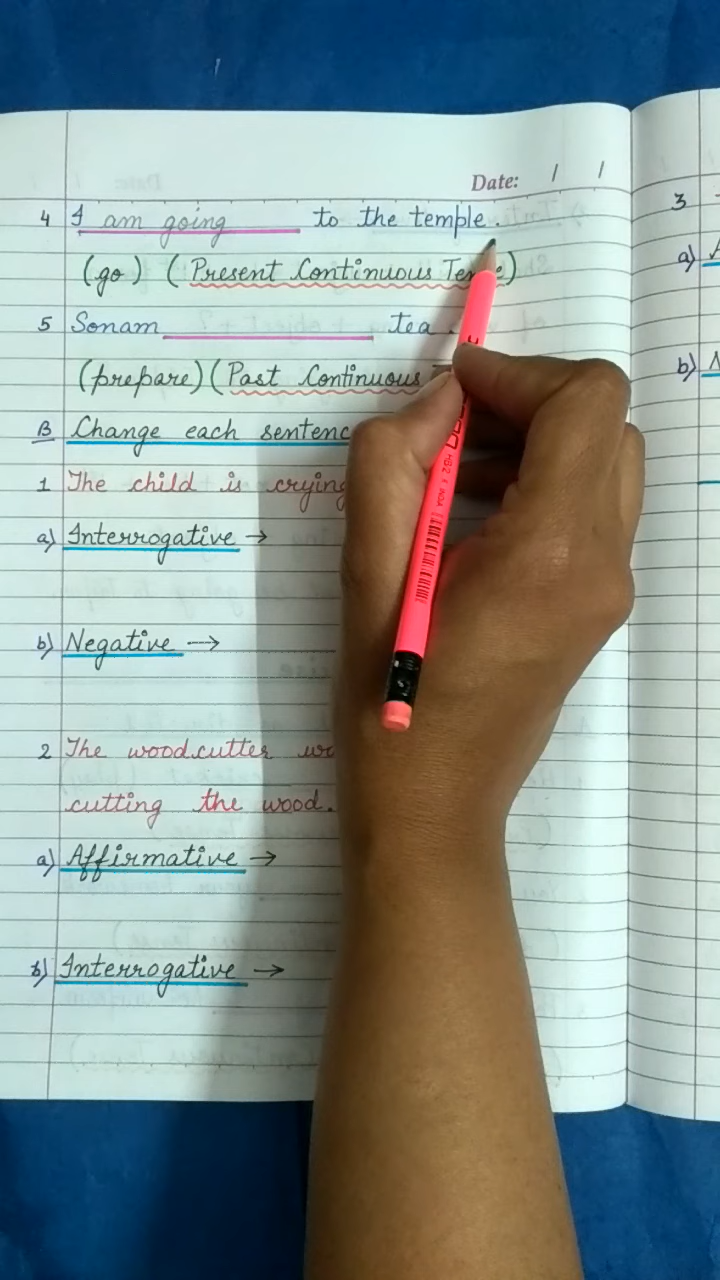 Date: / /
4 I am going to the temple.
(go) (Present Continuous Tense)
5 Sonam tea
(prepare) (Past Continuous
B Change each sentenc
1 The child is crying
a) Interrogative →
b) Negative →
2 The woodcutter
cutting the wood.
a) Affirmative →
b) Interrogative →
3
a)
b)